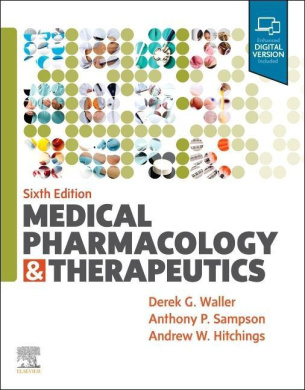 Enhanced
DIGITAL
VERSION
Included
Sixth Edition
MEDICAL
PHARMACOLOGY
& THERAPEUTICS
Derek G. Waller
Anthony P. Sampson
Andrew W. Hitchings
ELSEVIER